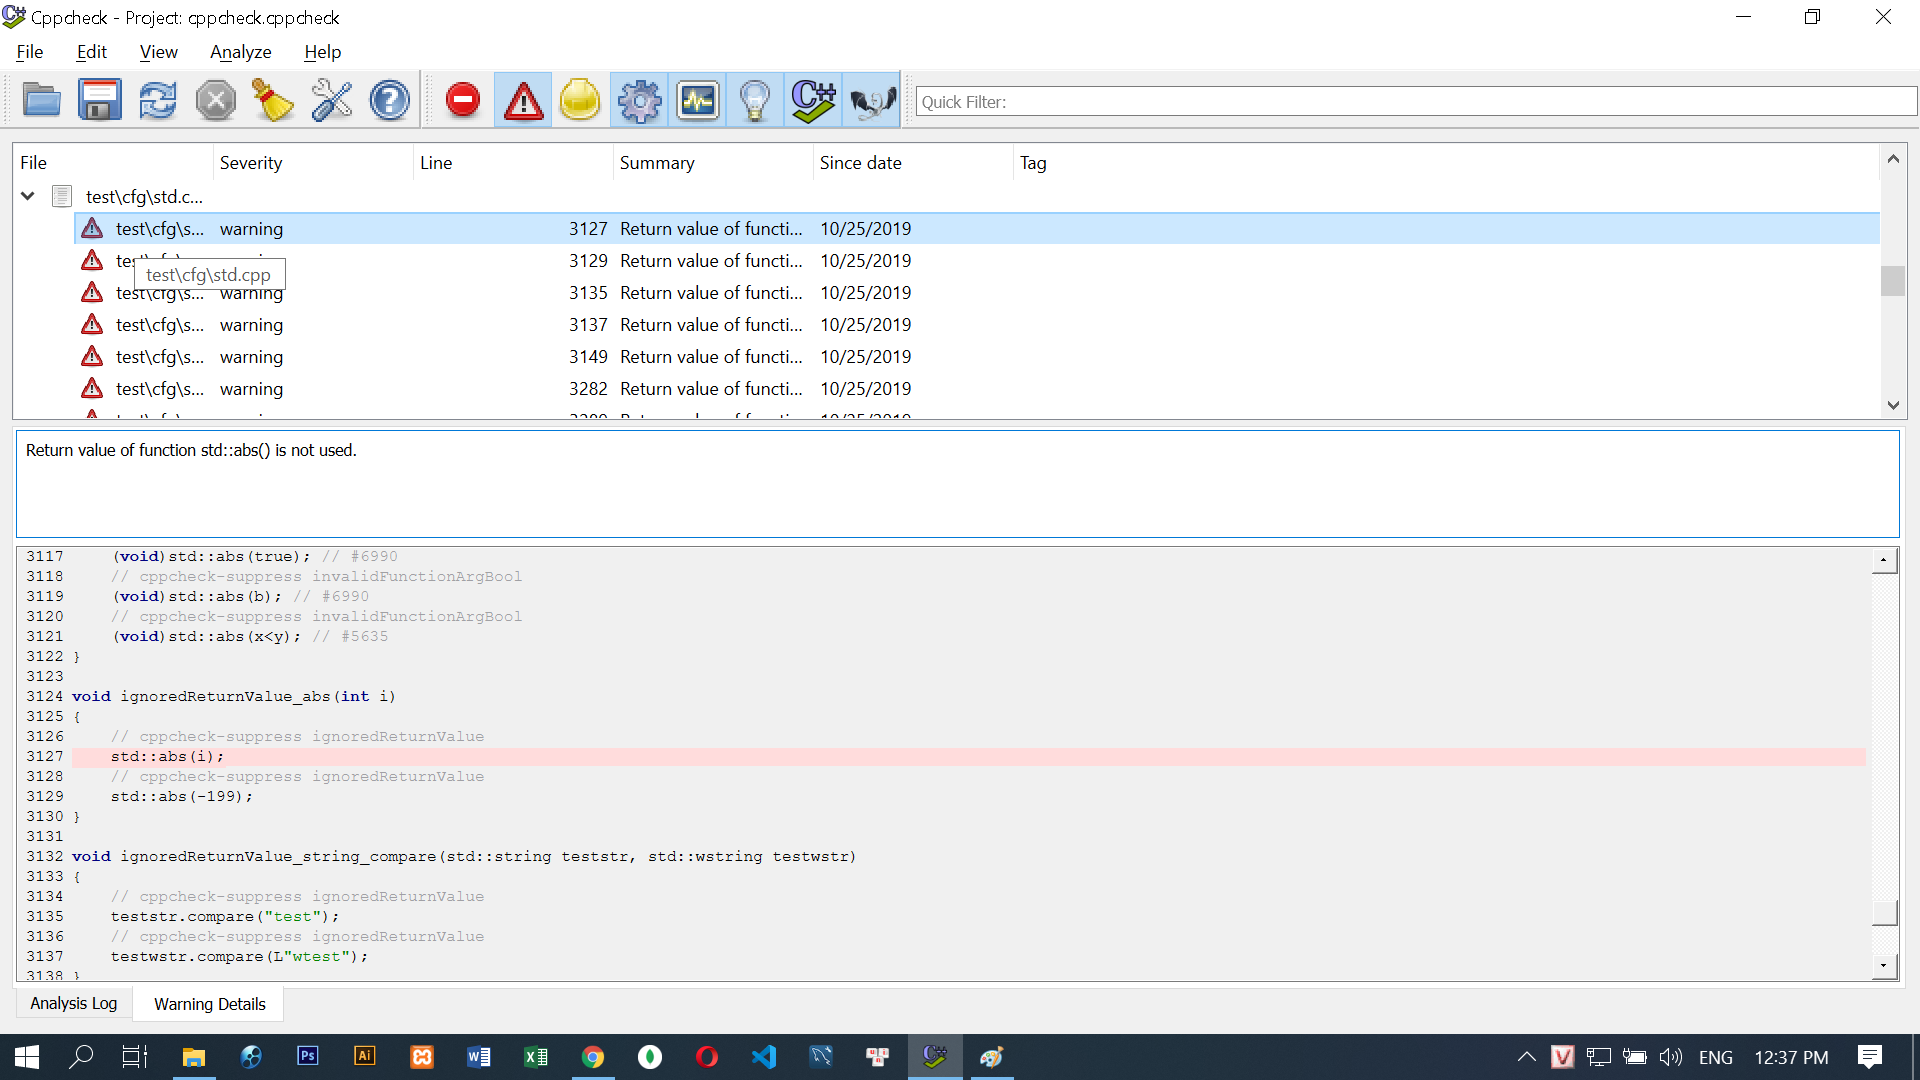 Cppcheck - Project: cppcheck.cppcheck
File Edit View Analyze Help
Quick Filter:
File Severity Line Summary Since date Tag
test\cfg\std.c...
test\cfg\s... warning 3127 Return value of functi... 10/25/2019
3129 Return value of functi... 10/25/2019
test\cfg\std.cpp
test\cfg\s... warning 3135 Return value of functi... 10/25/2019
test\cfg\s... warning 3137 Return value of functi... 10/25/2019
test\cfg\s... warning 3149 Return value of functi... 10/25/2019
test\cfg\s... warning 3282 Return value of functi... 10/25/2019
Return value of function std::abs() is not used.
3117 (void)std::abs(true); // #6990
3118 // cppcheck-suppress invalidFunctionArgBool
3119 (void)std::abs(b); // #6990
3120 // cppcheck-suppress invalidFunctionArgBool
3121 (void)std::abs(x<y); // #5635
3122 }
3123
3124 void ignoredReturnValue_abs(int i)
3125 {
3126 // cppcheck-suppress ignoredReturnValue
3127 std::abs(i);
3128 // cppcheck-suppress ignoredReturnValue
3129 std::abs(-199);
3130 }
3131
3132 void ignoredReturnValue_string_compare(std::string teststr, std::wstring testwstr)
3133 {
3134 // cppcheck-suppress ignoredReturnValue
3135 teststr.compare("test");
3136 // cppcheck-suppress ignoredReturnValue
3137 testwstr.compare(L"wtest");
3138 }
Analysis Log Warning Details
ENG 12:37 PM